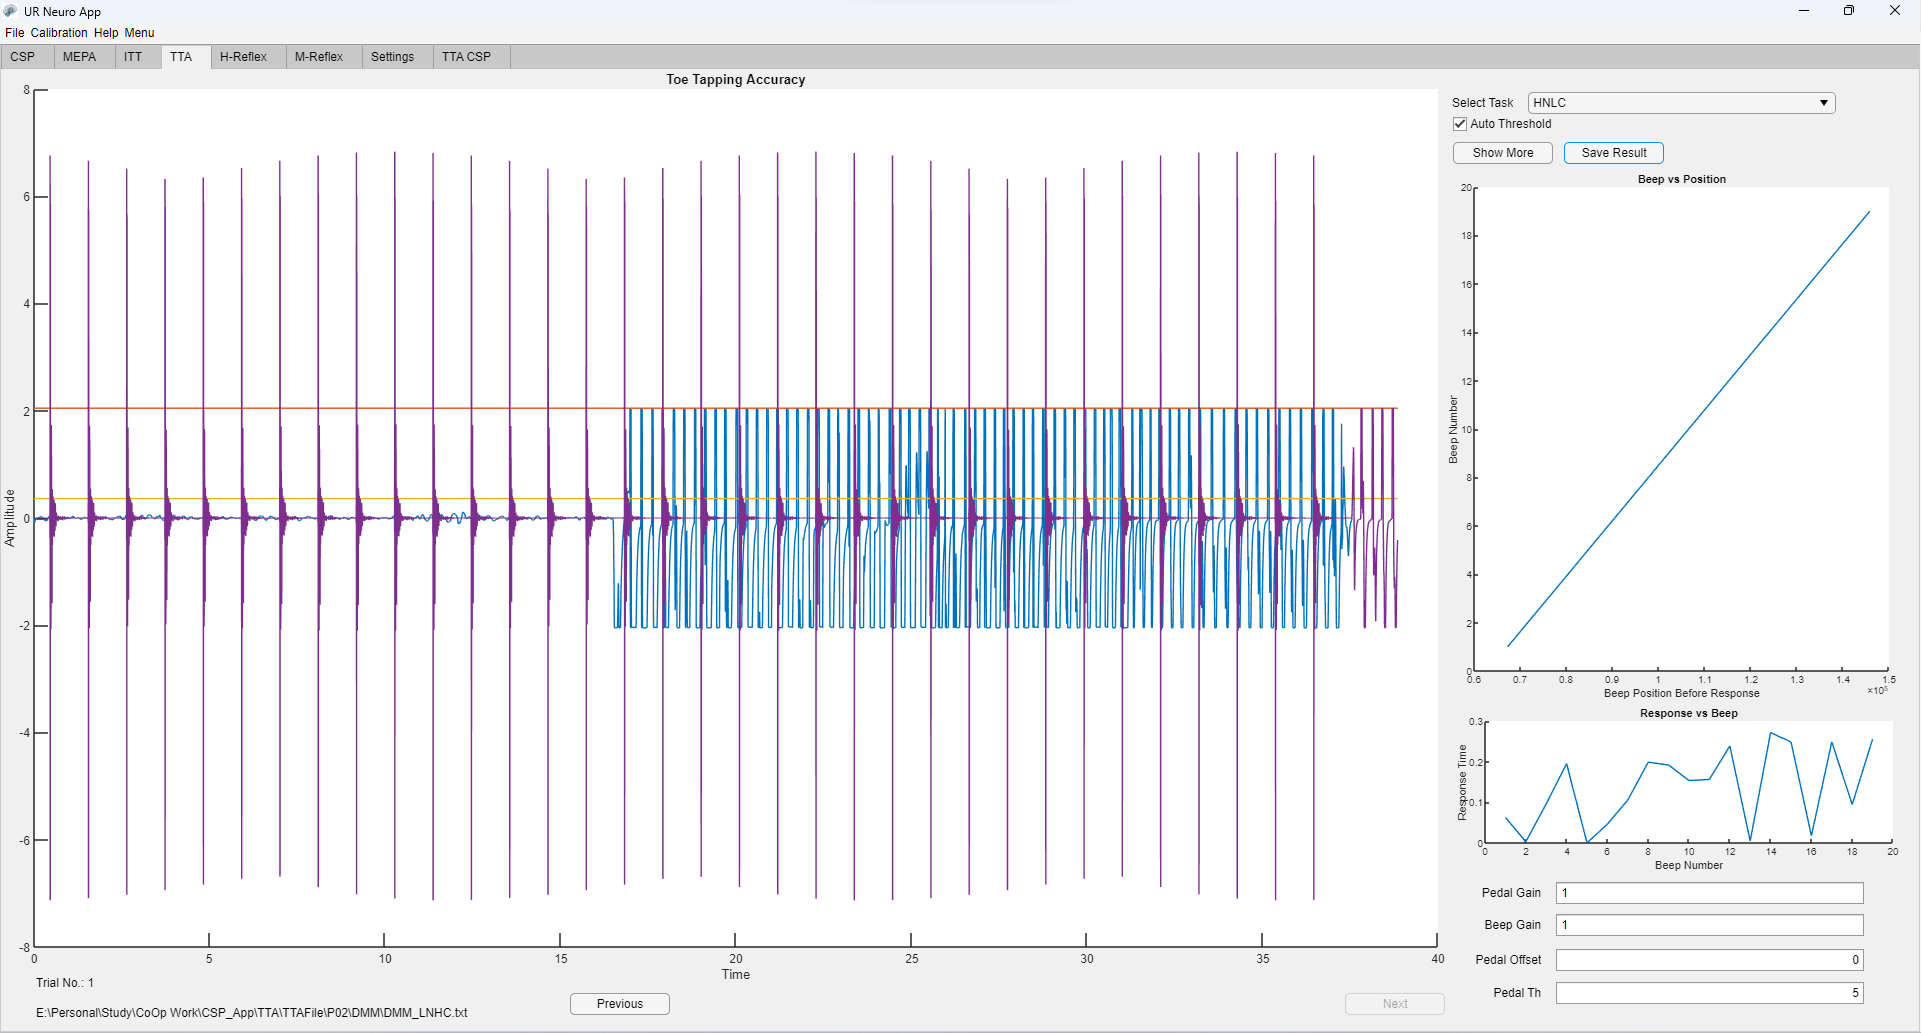 UR Neuro App
File Calibration Help Menu
CSP MEPA ITT TTA H-Reflex M-Reflex Settings TTA CSP
Toe Tapping Accuracy
8
6
4
2
0
-2
-4
-6
-8
Amplitude
0 5 10 15 20 25 30 35 40
Time
Trial No.: 1
E:\Personal\Study\CoOp Work\CSP_App\TTA\TTAFile\P02\DMM\DMM_LNHC.txt
Previous
Next
Select Task HNLC
Auto Threshold
Show More Save Result
Beep vs Position
20
18
16
14
12
10
8
6
4
2
0
Beep Number
0.6 0.7 0.8 0.9 1 1.1 1.2 1.3 1.4 1.5
Beep Position Before Response
×10⁵
Response vs Beep
0.3
0.2
0.1
0
Response Time
0 2 4 6 8 10 12 14 16 18 20
Beep Number
Pedal Gain 1
Beep Gain 1
Pedal Offset 0
Pedal Th 5